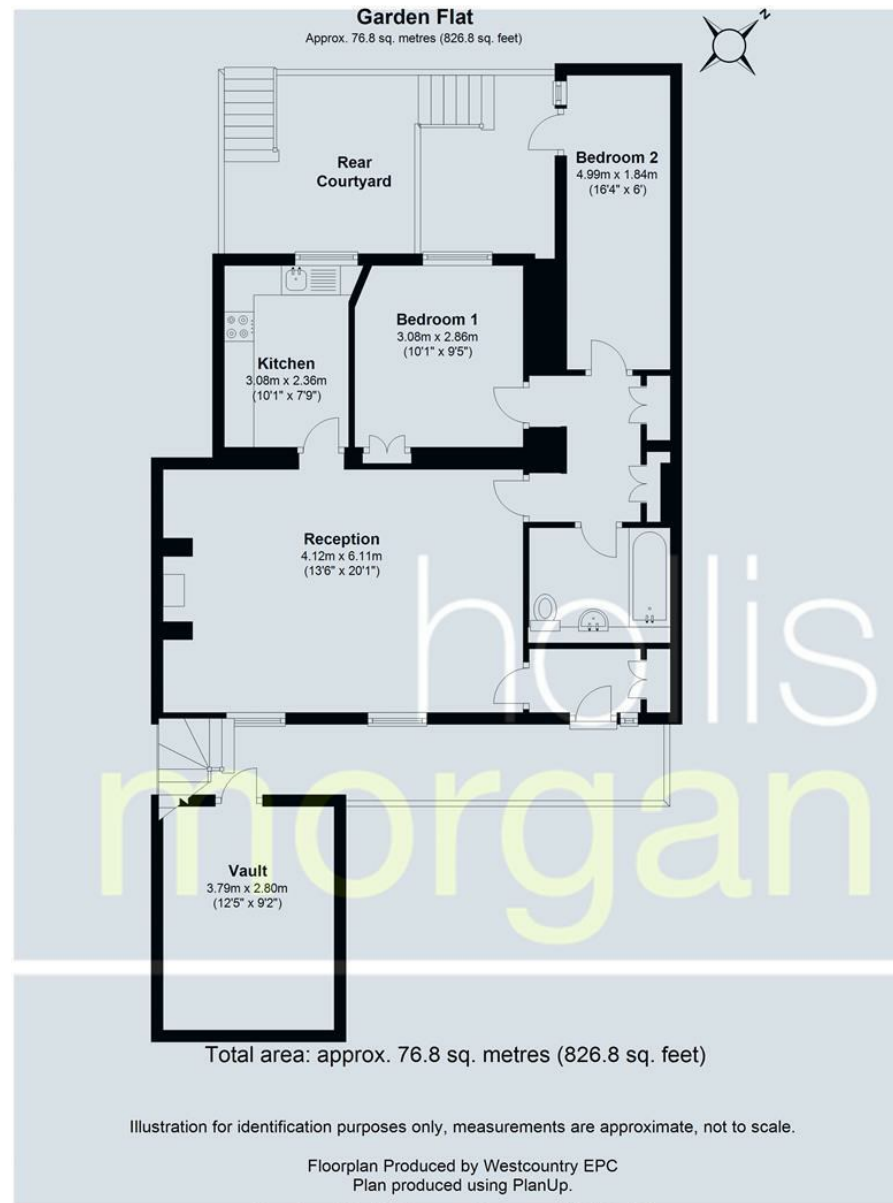 Garden Flat
Approx. 76.8 sq. metres (826.8 sq. feet)
N
Rear
Courtyard
Bedroom 2
4.99m x 1.84m
(16'4" x 6')
Bedroom 1
3.08m x 2.86m
(10'1" x 9'5")
Kitchen
3.08m x 2.36m
(10'1" x 7'9")
Reception
4.12m x 6.11m
(13'6" x 20'1")
hollis
morgan
Vault
3.79m x 2.80m
(12'5" x 9'2")
Total area: approx. 76.8 sq. metres (826.8 sq. feet)
Illustration for identification purposes only, measurements are approximate, not to scale.
Floorplan Produced by Westcountry EPC
Plan produced using PlanUp.